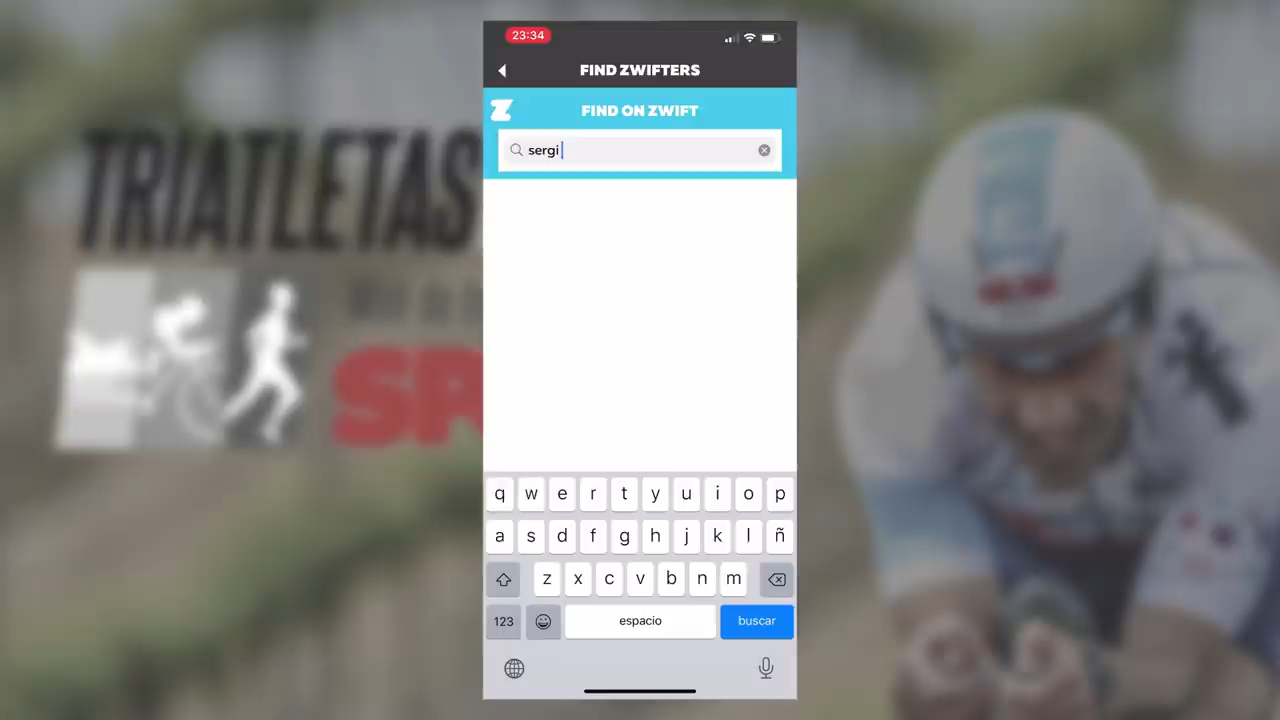 23:34
FIND ZWIFTERS
FIND ON ZWIFT
sergi
TRIATLETAS
q w e r t y u i o p
a s d f g h j k l ñ
z x c v b n m
123 espacio buscar